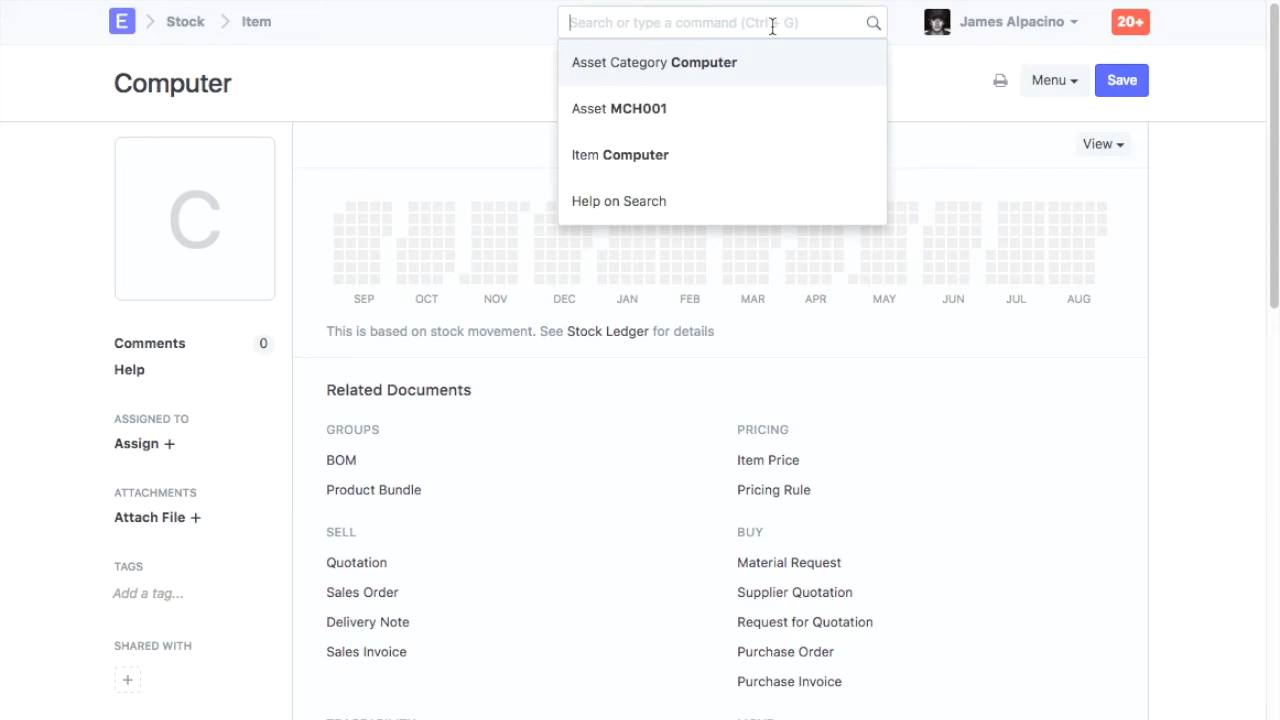 E Stock Item
Search or type a command (Ctrl + G)
James Alpacino
20+
Computer
Menu
Save
Asset Category Computer
Asset MCH001
Item Computer
Help on Search
C
View
SEP OCT NOV DEC JAN FEB MAR APR MAY JUN JUL AUG
This is based on stock movement. See Stock Ledger for details
Comments 0
Help
ASSIGNED TO
Assign +
ATTACHMENTS
Attach File +
TAGS
Add a tag...
SHARED WITH
+
Related Documents
GROUPS
BOM
Product Bundle
PRICING
Item Price
Pricing Rule
SELL
Quotation
Sales Order
Delivery Note
Sales Invoice
BUY
Material Request
Supplier Quotation
Request for Quotation
Purchase Order
Purchase Invoice